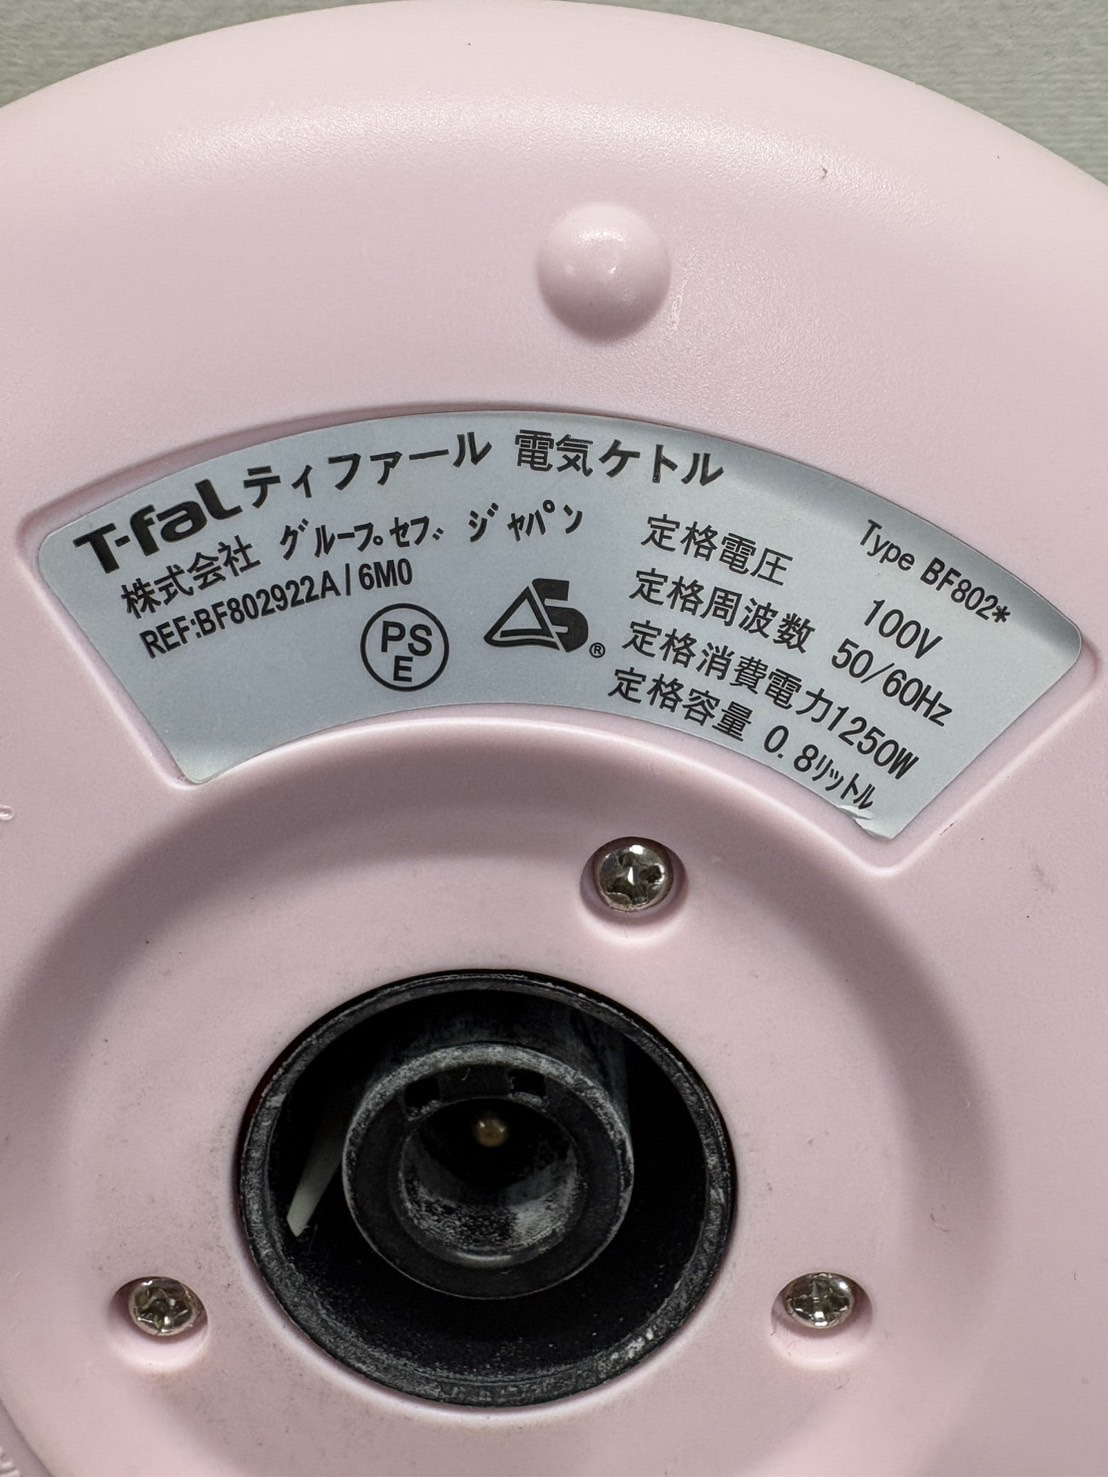 T-faL ティファール 電気ケトル
株式会社 グループ セブ ジャパン
REF:BF802922A/6M0
PS
E
S
®
Type BF802*
定格電圧 100V
定格周波数 50/60Hz
定格消費電力1250W
定格容量 0.8リットル